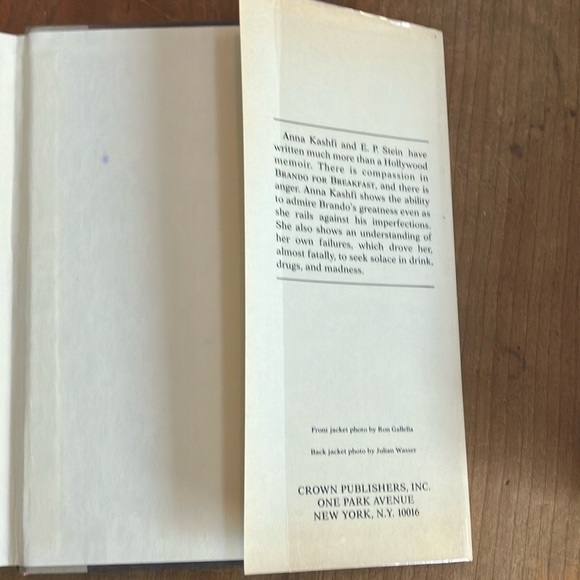 Anna Kashfi and E. P. Stein have
written much more than a Hollywood
memoir. There is compassion in
BRANDO FOR BREAKFAST, and there is
anger. Anna Kashfi shows the ability
to admire Brando's greatness even as
she rails against his imperfections.
She also shows an understanding of
her own failures, which drove her,
almost fatally, to seek solace in drink,
drugs, and madness.
Front jacket photo by Ron Gallela
Back jacket photo by Julian Wasser
CROWN PUBLISHERS, INC.
ONE PARK AVENUE
NEW YORK, N.Y. 10016